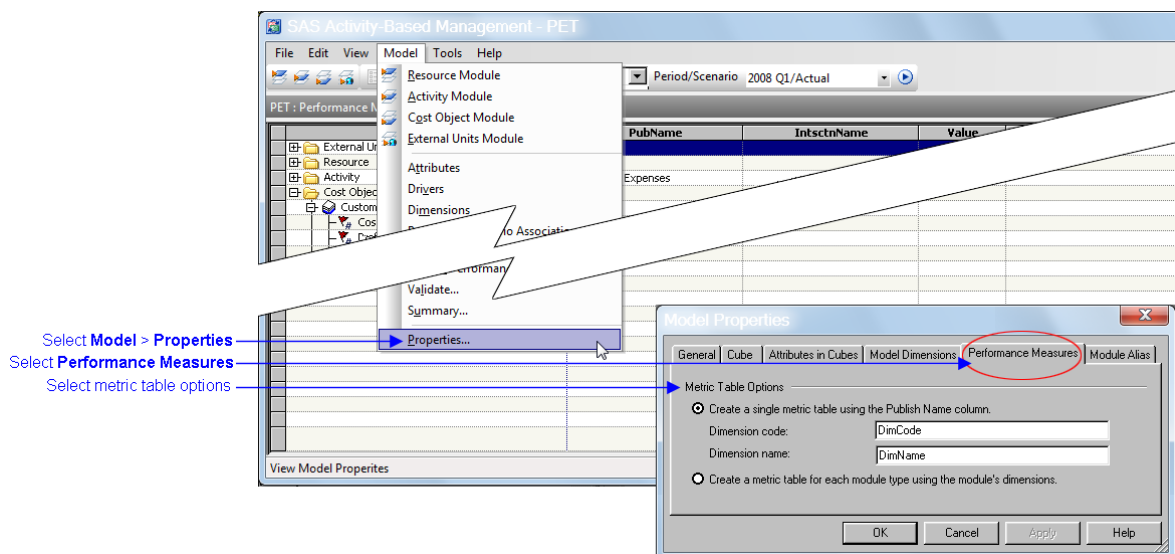 SAS Activity-Based Management - PET
File Edit View Model Tools Help
Period/Scenario 2008 Q1/Actual
PET : Performance M
Resource Module
Activity Module
Cost Object Module
External Units Module
Attributes
Drivers
Dimensions
Validate...
Summary...
Properties...
PubName IntsctnName Value
External Un
Resource
Activity
Expenses
Cost Objec
Custom
Cos
Select Model > Properties
Select Performance Measures
Select metric table options
View Model Properites
Model Properties
General Cube Attributes in Cubes Model Dimensions Performance Measures Module Alias
Metric Table Options
Create a single metric table using the Publish Name column.
Dimension code: DimCode
Dimension name: DimName
Create a metric table for each module type using the module's dimensions.
OK Cancel Apply Help